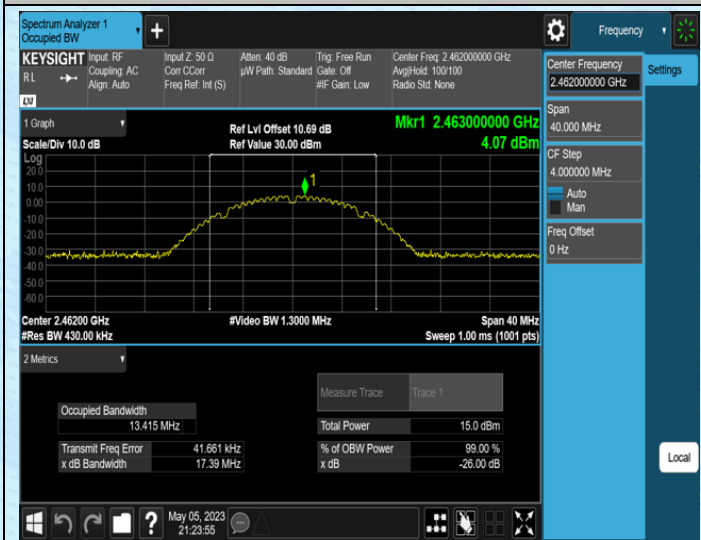 Spectrum Analyzer 1
Occupied BW
+
Frequency
KEYSIGHT
R L
LXI
Input: RF
Coupling: AC
Align: Auto
Input Z: 50 Ω
Corr CCorr
Freq Ref: Int (S)
Atten: 40 dB
µW Path: Standard
Trig: Free Run
Gate: Off
#IF Gain: Low
Center Freq: 2.462000000 GHz
Avg|Hold: 100/100
Radio Std: None
Center Frequency
2.462000000 GHz
Settings
Span
40.000 MHz
CF Step
4.000000 MHz
Auto
Man
Freq Offset
0 Hz
1 Graph
Scale/Div 10.0 dB
Ref Lvl Offset 10.69 dB
Ref Value 30.00 dBm
Mkr1 2.463000000 GHz
4.07 dBm
Log
20.0
10.0
0.00
-10.0
-20.0
-30.0
-40.0
-50.0
-60.0
1
Center 2.46200 GHz
#Res BW 430.00 kHz
#Video BW 1.3000 MHz
Span 40 MHz
Sweep 1.00 ms (1001 pts)
2 Metrics
Measure Trace Trace 1
Occupied Bandwidth
13.415 MHz
Total Power 15.0 dBm
Transmit Freq Error 41.661 kHz
% of OBW Power 99.00 %
x dB Bandwidth 17.39 MHz
x dB -26.00 dB
Local
?
May 05, 2023
21:23:55